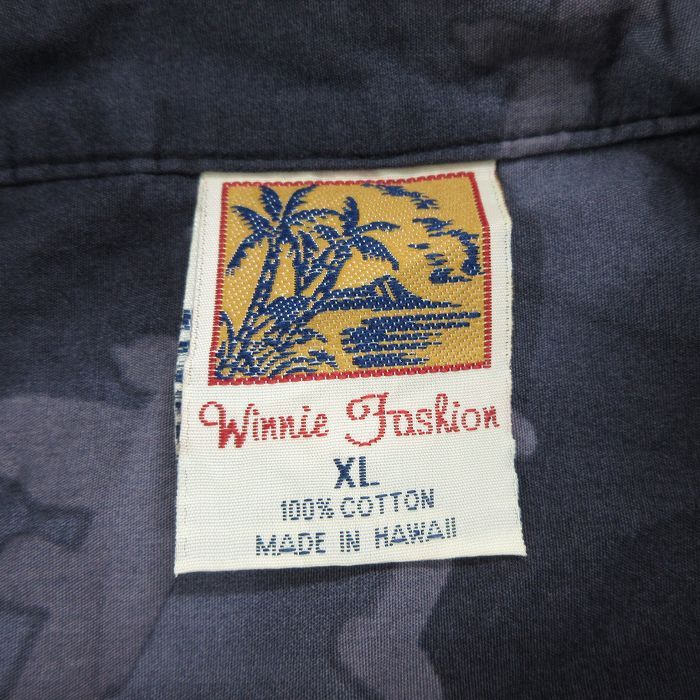 Winnie Fashion
XL
100% COTTON
MADE IN HAWAII